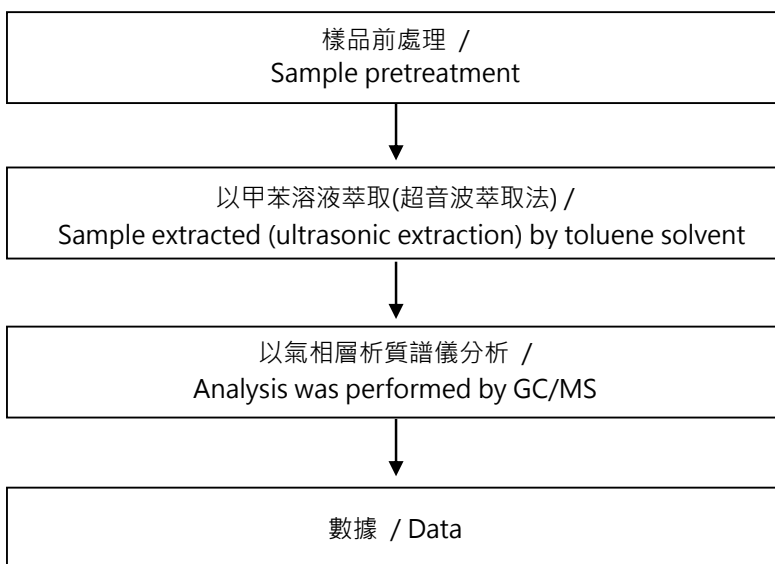 樣品前處理 /
Sample pretreatment
以甲苯溶液萃取(超音波萃取法) /
Sample extracted (ultrasonic extraction) by toluene solvent
以氣相層析質譜儀分析 /
Analysis was performed by GC/MS
數據 / Data